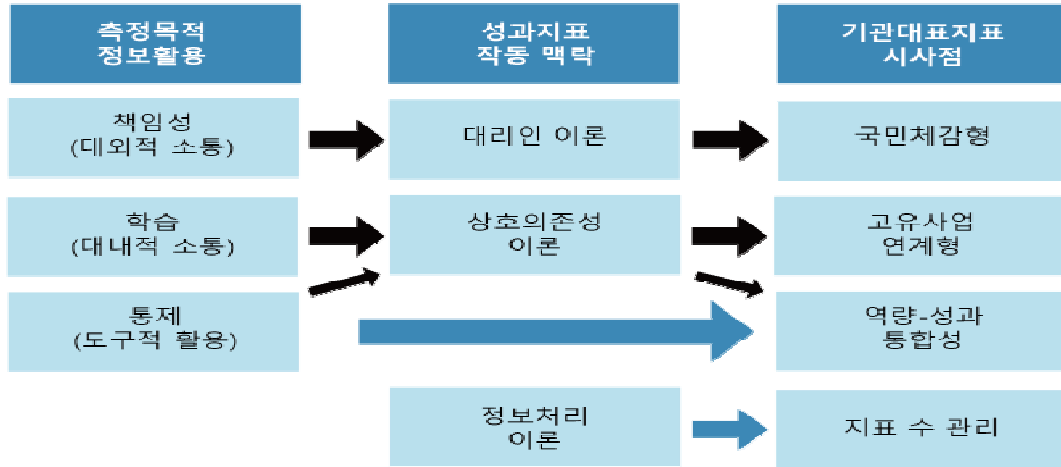 측정목적
정보활용
성과지표
작동 맥락
기관대표지표
시사점
책임성
(대외적 소통)
대리인 이론
국민체감형
학습
(대내적 소통)
상호의존성
이론
고유사업
연계형
통제
(도구적 활용)
역량-성과
통합성
정보처리
이론
지표 수 관리